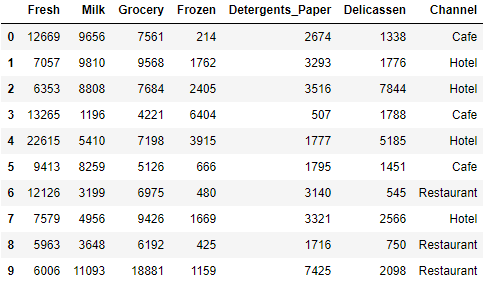 Fresh Milk Grocery Frozen Detergents_Paper Delicassen Channel
0 12669 9656 7561 214 2674 1338 Cafe
1 7057 9810 9568 1762 3293 1776 Hotel
2 6353 8808 7684 2405 3516 7844 Hotel
3 13265 1196 4221 6404 507 1788 Cafe
4 22615 5410 7198 3915 1777 5185 Hotel
5 9413 8259 5126 666 1795 1451 Cafe
6 12126 3199 6975 480 3140 545 Restaurant
7 7579 4956 9426 1669 3321 2566 Hotel
8 5963 3648 6192 425 1716 750 Restaurant
9 6006 11093 18881 1159 7425 2098 Restaurant